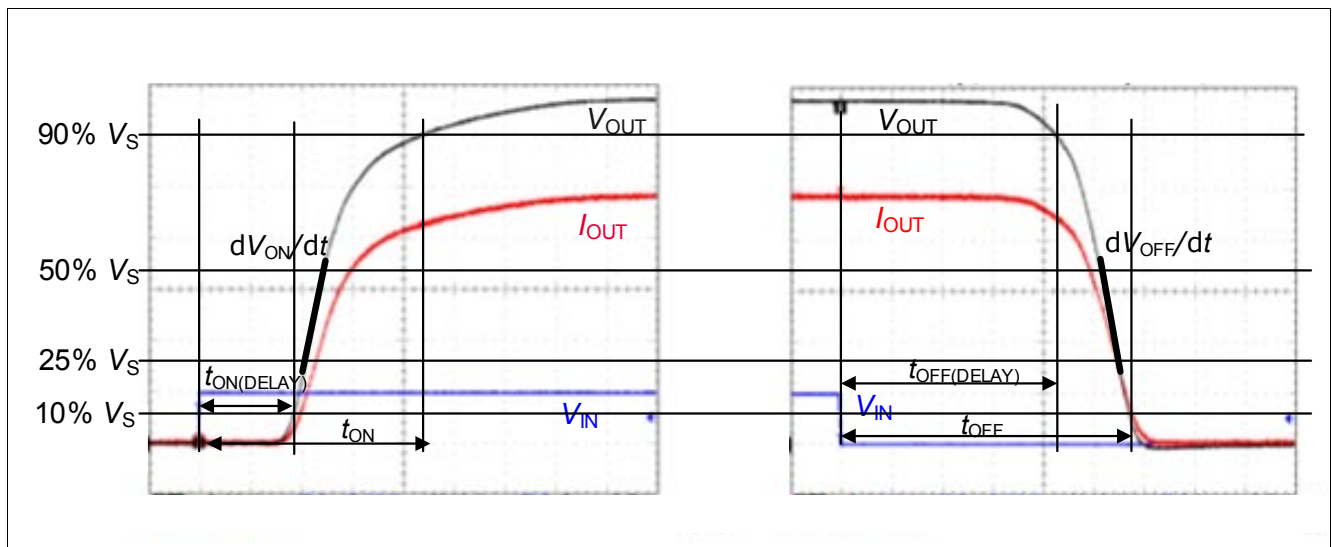 VOUT
VOUT
90% VS
IOUT
IOUT
dVON/dt
dVOFF/dt
50% VS
25% VS
tON(DELAY)
tOFF(DELAY)
10% VS
VIN
VIN
tON
tOFF